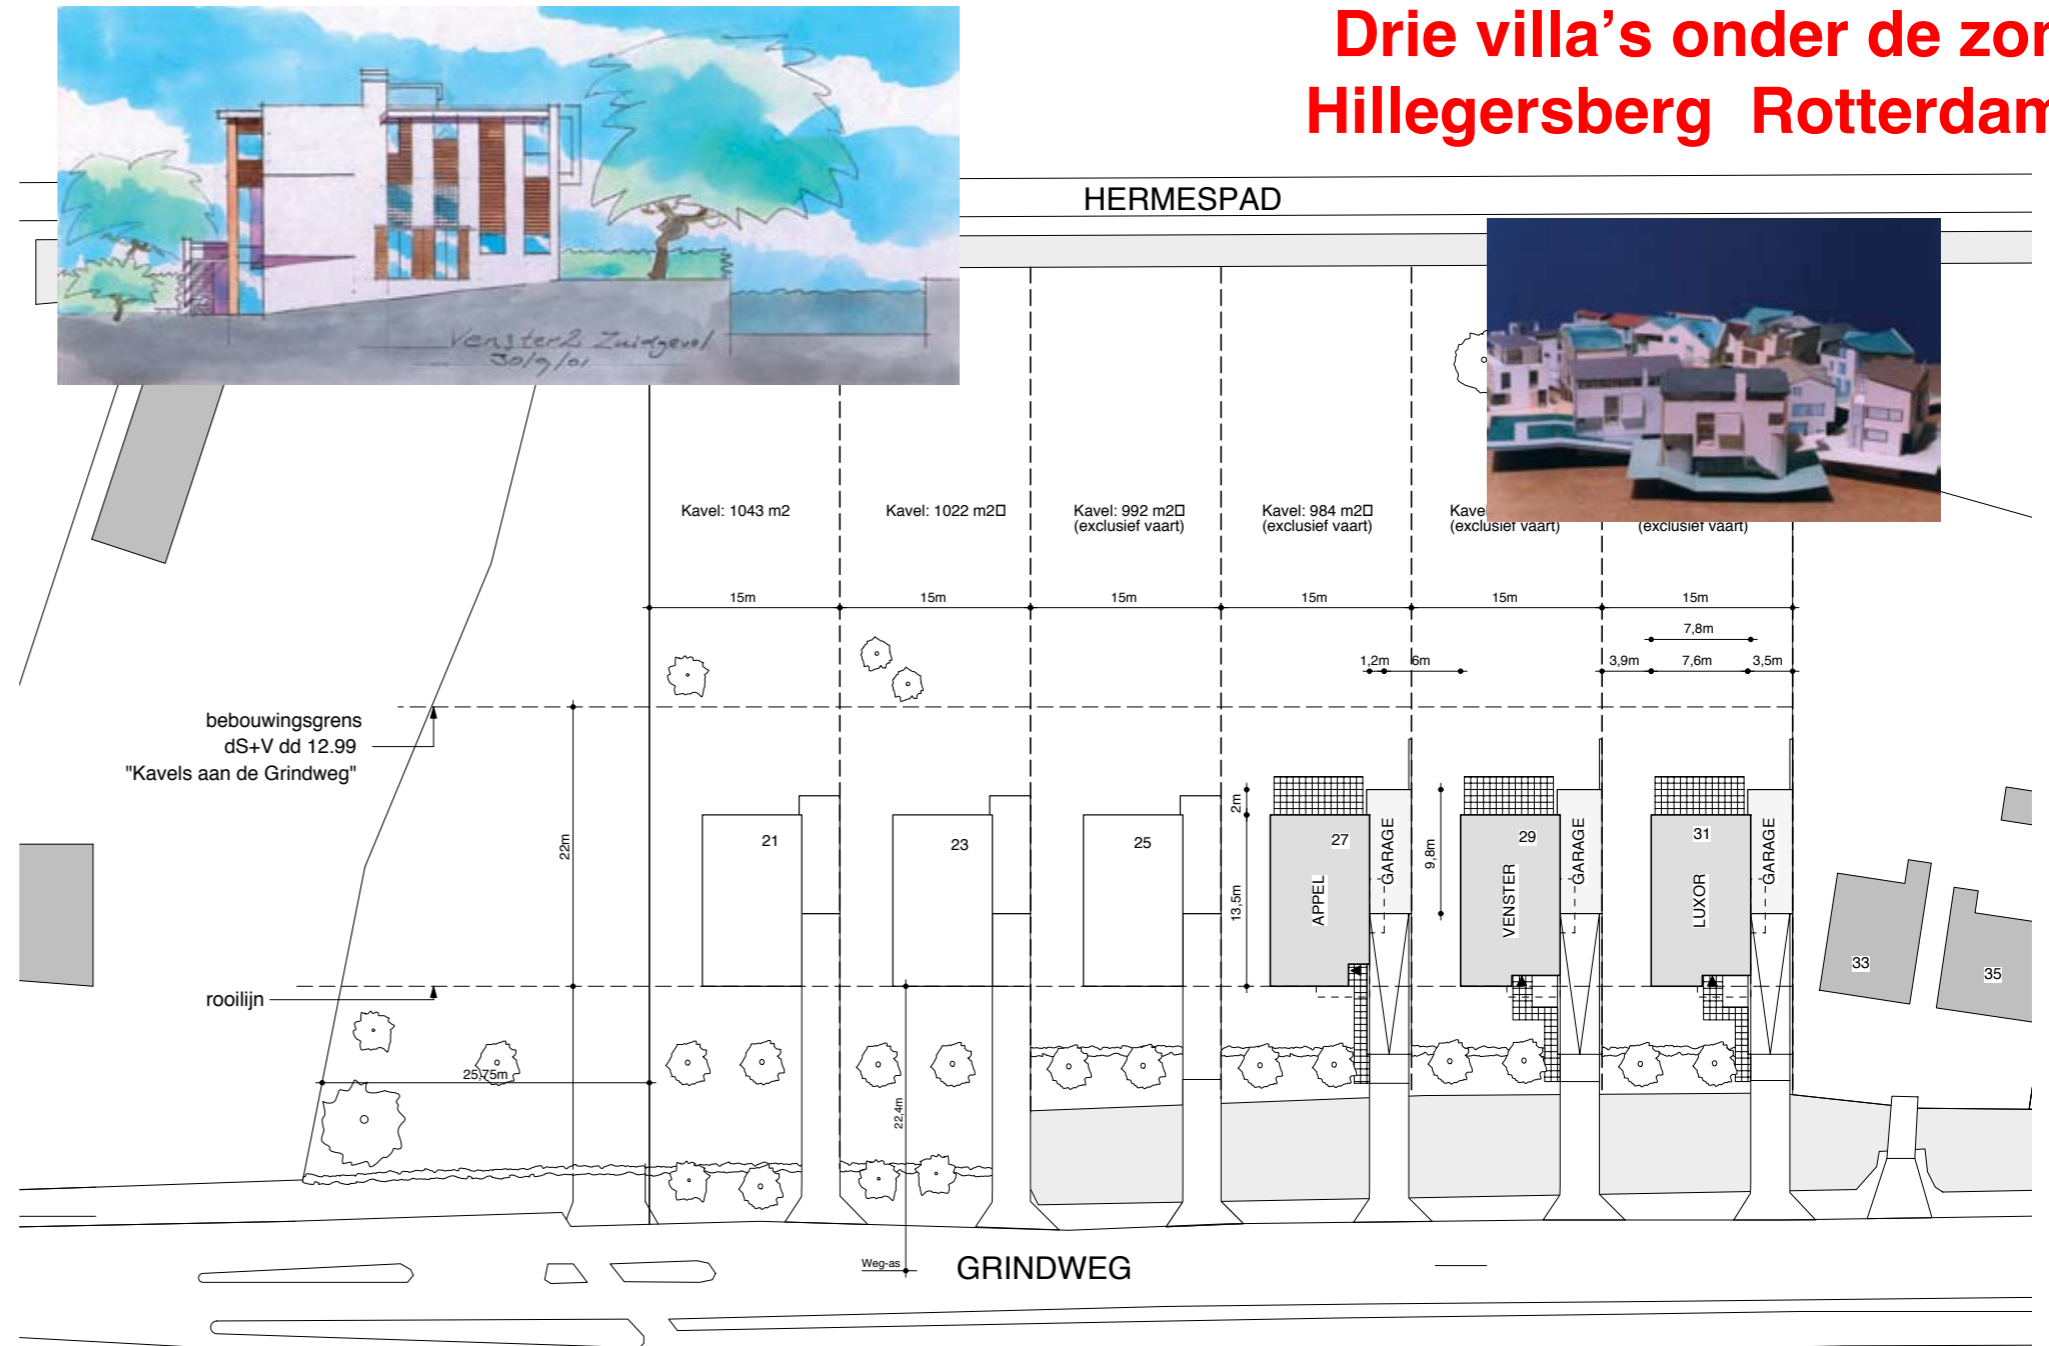 Drie villa's onder de zon
Hillegersberg Rotterdam
HERMESPAD
Venster2 Zuidgevel
30/9/01
Kavel: 1043 m2
Kavel: 1022 m2
Kavel: 992 m2
(exclusief vaart)
Kavel: 984 m2
(exclusief vaart)
Kavel
(exclusief vaart)
(exclusief vaart)
15m
15m
15m
15m
15m
15m
7,8m
1,2m
6m
3,9m
7,6m
3,5m
bebouwingsgrens
dS+V dd 12.99
"Kavels aan de Grindweg"
22m
21
23
25
2m
13,5m
27
APPEL
GARAGE
9,8m
29
VENSTER
GARAGE
31
LUXOR
GARAGE
33
35
rooilijn
25,75m
22,4m
Weg-as
GRINDWEG